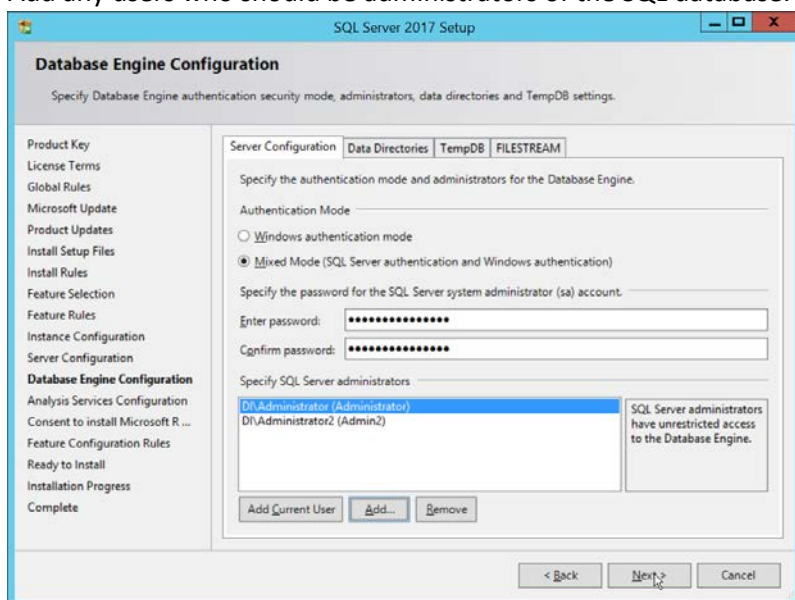 Add any users who should be administrators of the SQL database.
SQL Server 2017 Setup
Database Engine Configuration
Specify Database Engine authentication security mode, administrators, data directories and TempDB settings.
Product Key
License Terms
Global Rules
Microsoft Update
Product Updates
Install Setup Files
Install Rules
Feature Selection
Feature Rules
Instance Configuration
Server Configuration
Database Engine Configuration
Analysis Services Configuration
Consent to install Microsoft R ...
Feature Configuration Rules
Ready to Install
Installation Progress
Complete
Server Configuration Data Directories TempDB FILESTREAM
Specify the authentication mode and administrators for the Database Engine.
Authentication Mode
Windows authentication mode
Mixed Mode (SQL Server authentication and Windows authentication)
Specify the password for the SQL Server system administrator (sa) account.
Enter password: •••••••••••••••
Confirm password: •••••••••••••••
Specify SQL Server administrators
DI\Administrator (Administrator)
DI\Administrator2 (Admin2)
SQL Server administrators
have unrestricted access
to the Database Engine.
Add Current User Add... Remove
< Back Next > Cancel